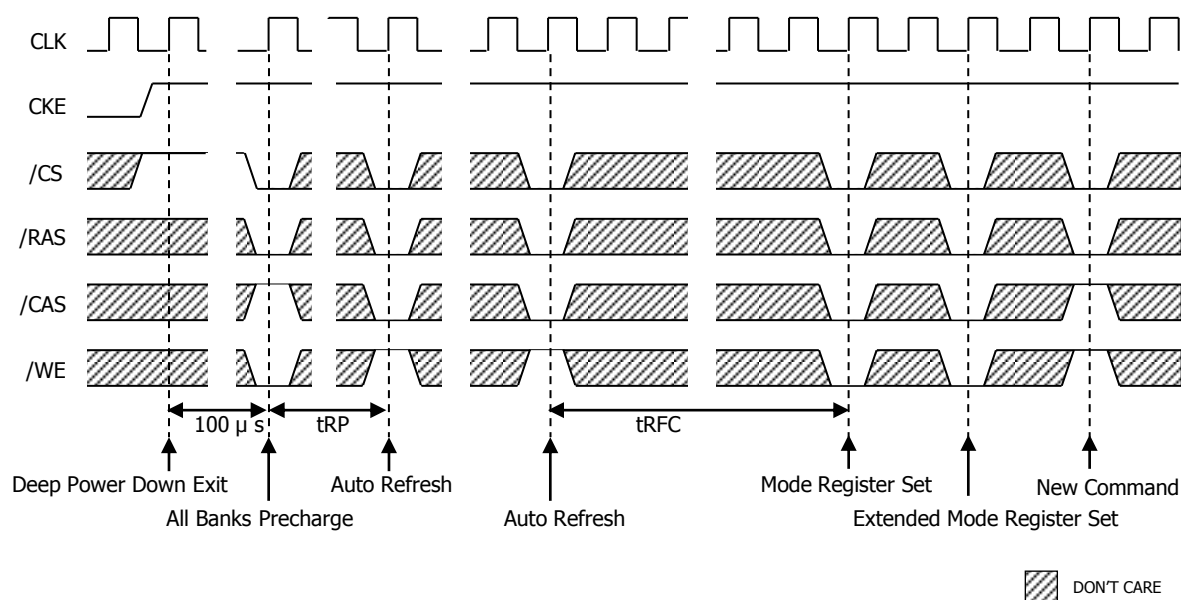 CLK
CKE
/CS
/RAS
/CAS
/WE
100 μ s
tRP
tRFC
Deep Power Down Exit
Auto Refresh
Mode Register Set
New Command
All Banks Precharge
Auto Refresh
Extended Mode Register Set
DON'T CARE